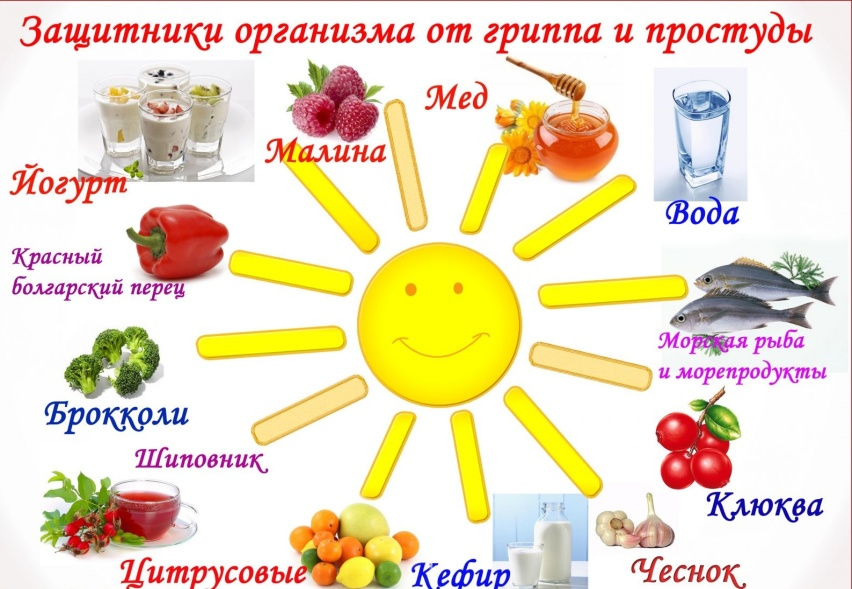 Защитники организма от гриппа и простуды
Йогурт
Малина
Мед
Вода
Красный
болгарский перец
Морская рыба
и морепродукты
Брокколи
Шиповник
Клюква
Цитрусовые
Кефир
Чеснок